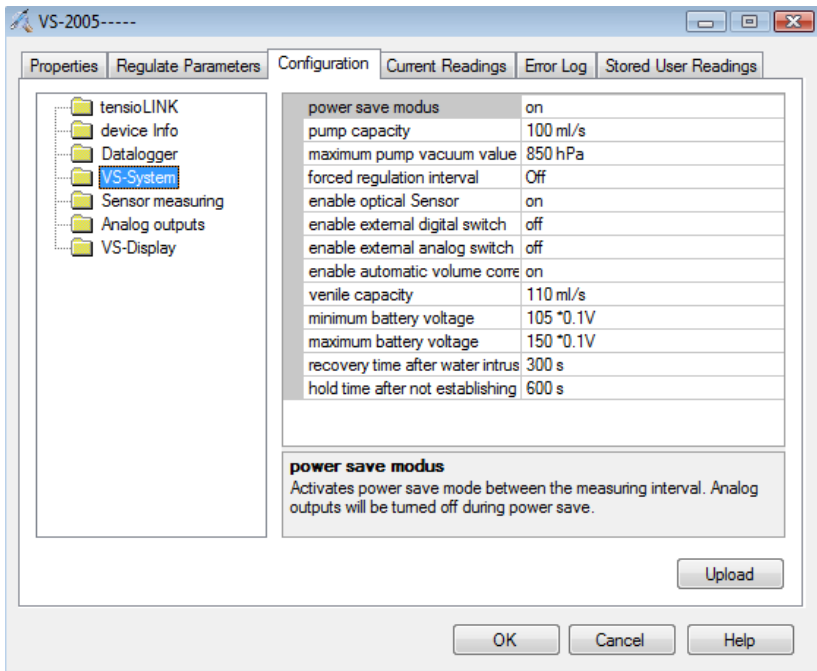 VS-2005-----
Properties Regulate Parameters Configuration Current Readings Error Log Stored User Readings
tensioLINK
device Info
Datalogger
VS-System
Sensor measuring
Analog outputs
VS-Display
power save modus on
pump capacity 100 ml/s
maximum pump vacuum value 850 hPa
forced regulation interval Off
enable optical Sensor on
enable external digital switch off
enable external analog switch off
enable automatic volume corre on
venile capacity 110 ml/s
minimum battery voltage 105 *0.1V
maximum battery voltage 150 *0.1V
recovery time after water intrus 300 s
hold time after not establishing 600 s
power save modus
Activates power save mode between the measuring interval. Analog
outputs will be turned off during power save.
Upload
OK Cancel Help